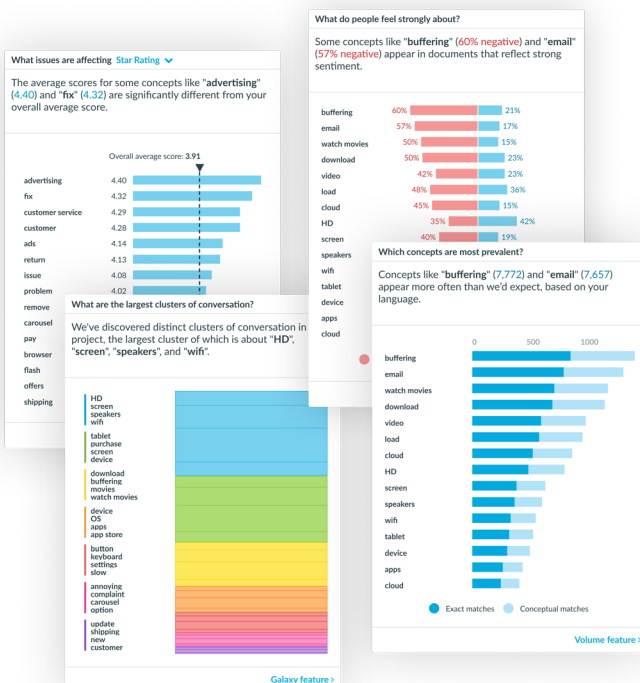 What do people feel strongly about?
Some concepts like "buffering" (60% negative) and "email"
(57% negative) appear in documents that reflect strong
sentiment.
buffering 60% 21%
email 57% 17%
watch movies 50% 15%
download 50% 23%
video 42% 23%
load 48% 36%
cloud 45% 15%
HD 35% 42%
screen 40% 19%
speakers
wifi
tablet
device
apps
cloud
What issues are affecting Star Rating
The average scores for some concepts like "advertising"
(4.40) and "fix" (4.32) are significantly different from your
overall average score.
Overall average score: 3.91
advertising 4.40
fix 4.32
customer service 4.29
customer 4.28
ads 4.14
return 4.13
issue 4.08
problem 4.02
remove
carousel
pay
browser
flash
offers
shipping
Which concepts are most prevalent?
Concepts like "buffering" (7,772) and "email" (7,657)
appear more often than we'd expect, based on your
language.
0 500 1000
buffering
email
watch movies
download
video
load
cloud
HD
screen
speakers
wifi
tablet
device
apps
cloud
Exact matches Conceptual matches
Volume feature >
What are the largest clusters of conversation?
We've discovered distinct clusters of conversation in
project, the largest cluster of which is about "HD",
"screen", "speakers", and "wifi".
HD
screen
speakers
wifi
tablet
purchase
screen
device
download
buffering
movies
watch movies
device
OS
apps
app store
button
keyboard
settings
slow
annoying
complaint
carousel
option
update
shipping
new
customer
Galaxy feature >